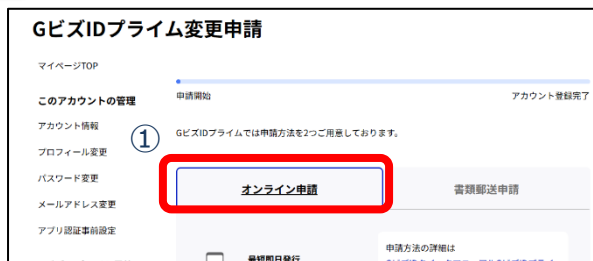 GビズIDプライム変更申請
マイページTOP
このアカウントの管理
アカウント情報
プロフィール変更
パスワード変更
メールアドレス変更
アプリ認証事前設定
申請開始
アカウント登録完了
GビズIDプライムでは申請方法を2つご用意しております。
①
オンライン申請
書類郵送申請
最短即日発行
申請方法の詳細は